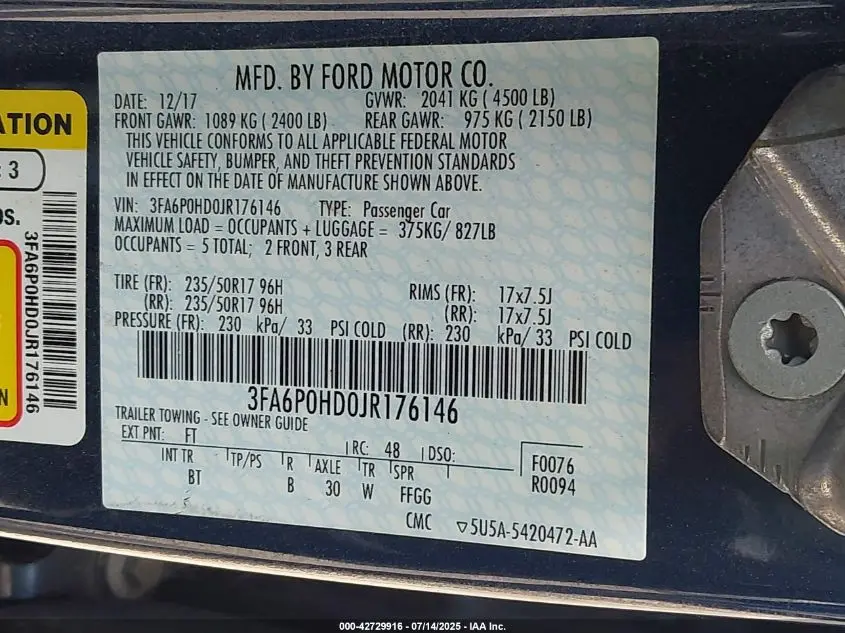 MFD. BY FORD MOTOR CO.
DATE: 12/17 GVWR: 2041 KG ( 4500 LB)
FRONT GAWR: 1089 KG ( 2400 LB) REAR GAWR: 975 KG ( 2150 LB)
THIS VEHICLE CONFORMS TO ALL APPLICABLE FEDERAL MOTOR
VEHICLE SAFETY, BUMPER, AND THEFT PREVENTION STANDARDS
IN EFFECT ON THE DATE OF MANUFACTURE SHOWN ABOVE.
VIN: 3FA6P0HD0JR176146 TYPE: Passenger Car
MAXIMUM LOAD = OCCUPANTS + LUGGAGE = 375KG/ 827LB
OCCUPANTS = 5 TOTAL; 2 FRONT, 3 REAR
TIRE (FR): 235/50R17 96H RIMS (FR): 17x7.5J
(RR): 235/50R17 96H (RR): 17x7.5J
PRESSURE (FR): 230 kPa/ 33 PSI COLD (RR): 230 kPa/ 33 PSI COLD
3FA6P0HD0JR176146
TRAILER TOWING - SEE OWNER GUIDE
EXT PNT: FT RC: 48 DSO:
INT TR TP/PS R AXLE TR SPR
BT B 30 W FFGG
F0076
R0094
CMC ▽5U5A-5420472-AA
ATION
: 3
OS.
3FA6P0HD0JR176146
N
000-42729916 - 07/14/2025 - IAA Inc.